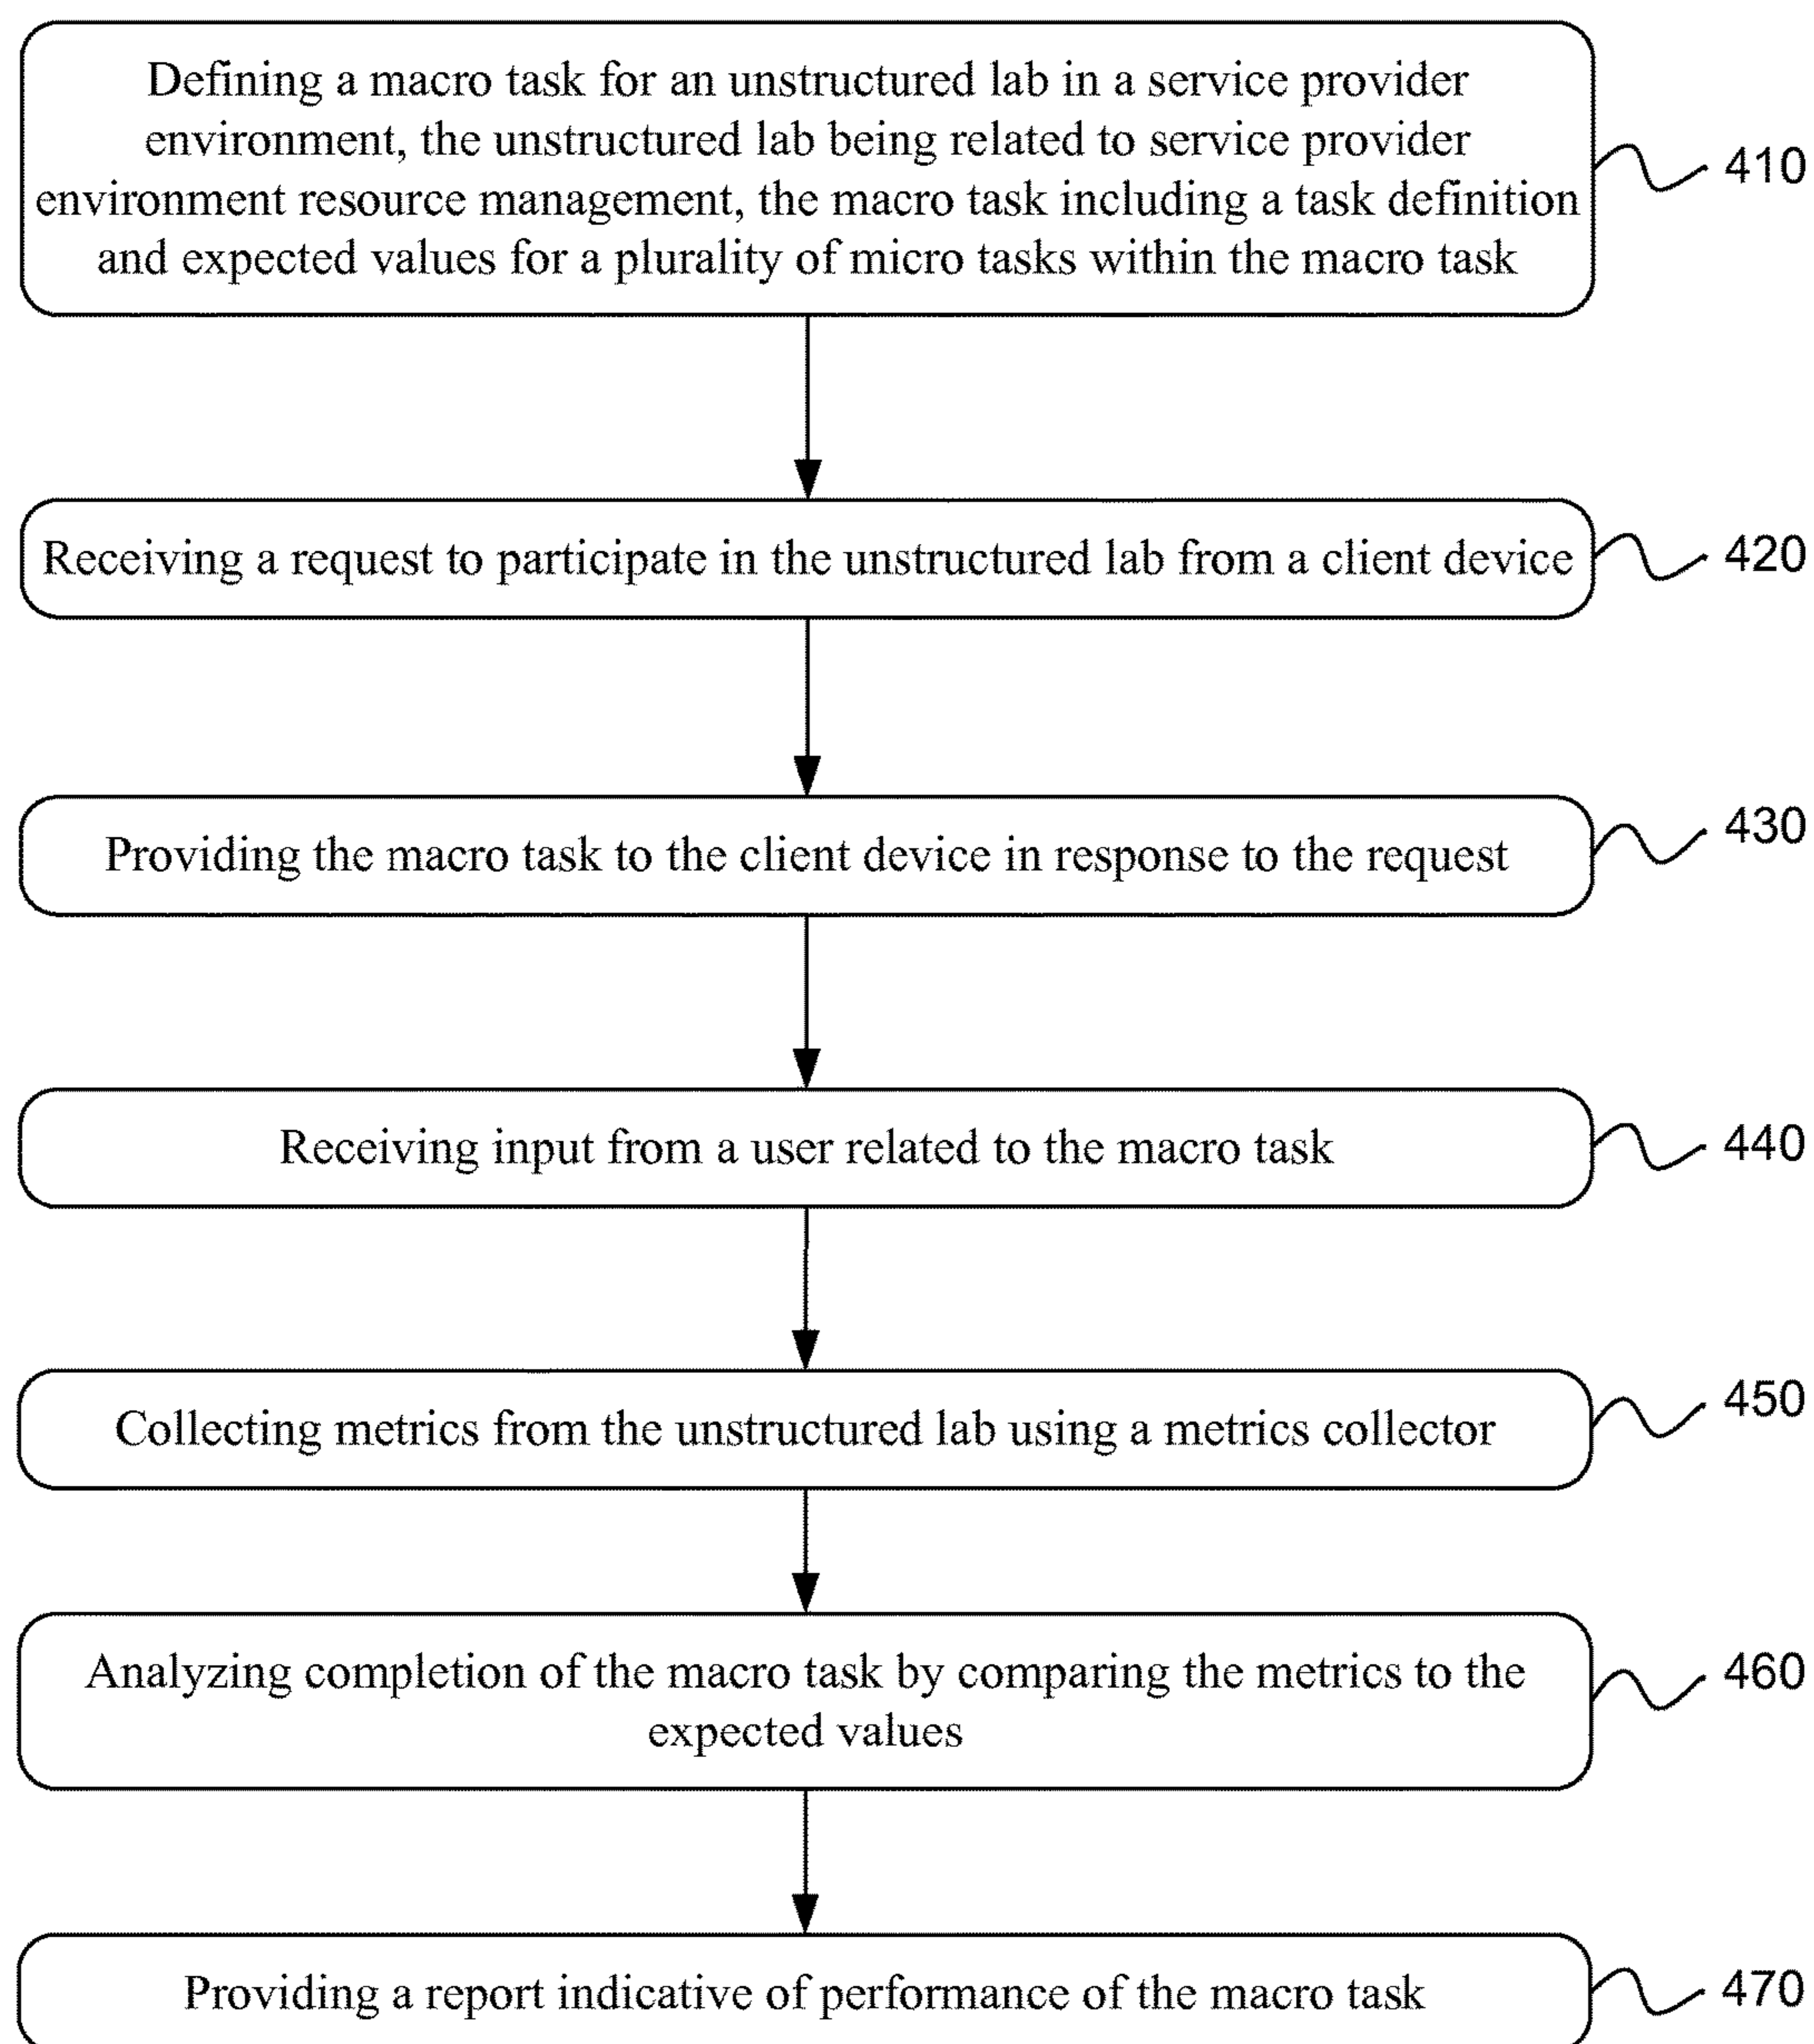 Defining a macro task for an unstructured lab in a service provider
environment, the unstructured lab being related to service provider
environment resource management, the macro task including a task definition
and expected values for a plurality of micro tasks within the macro task
410
Receiving a request to participate in the unstructured lab from a client device
420
Providing the macro task to the client device in response to the request
430
Receiving input from a user related to the macro task
440
Collecting metrics from the unstructured lab using a metrics collector
450
Analyzing completion of the macro task by comparing the metrics to the
expected values
460
Providing a report indicative of performance of the macro task
470